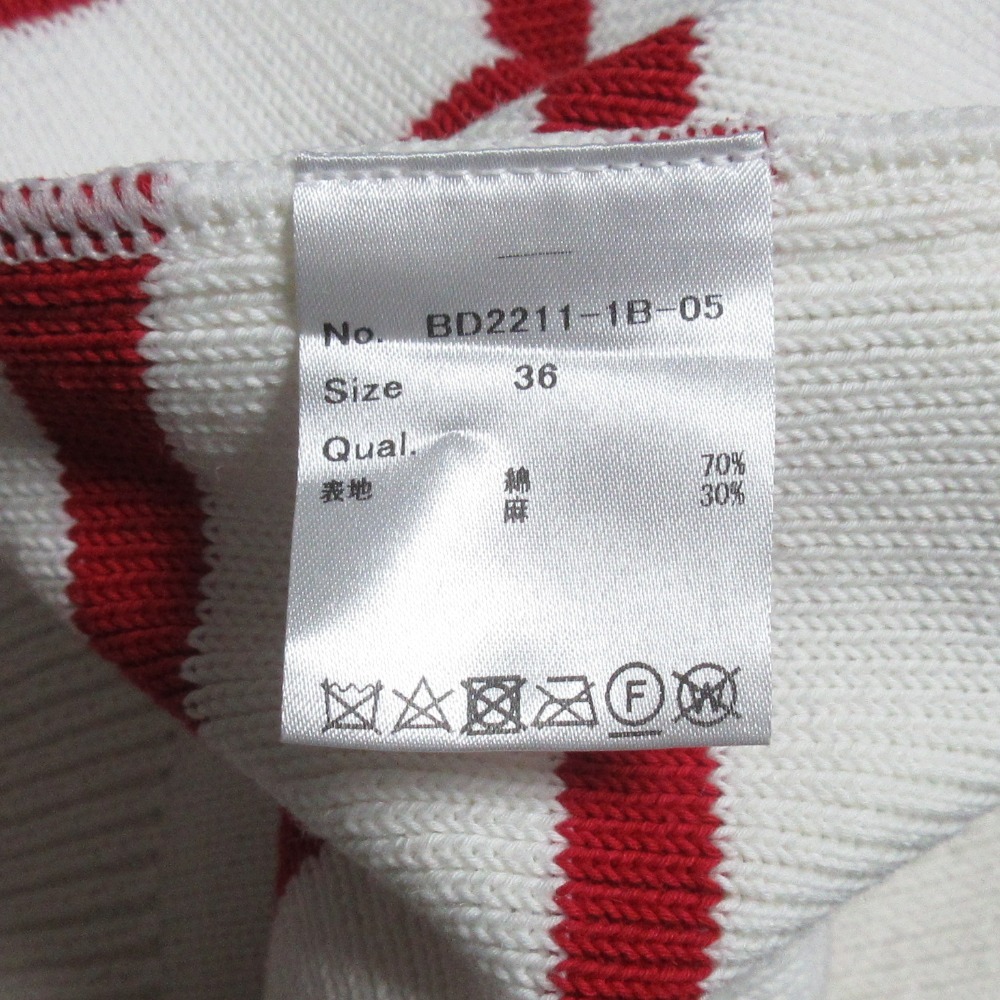 No. BD2211-1B-05
Size 36
Qual.
表地 綿 70%
麻 30%
F W